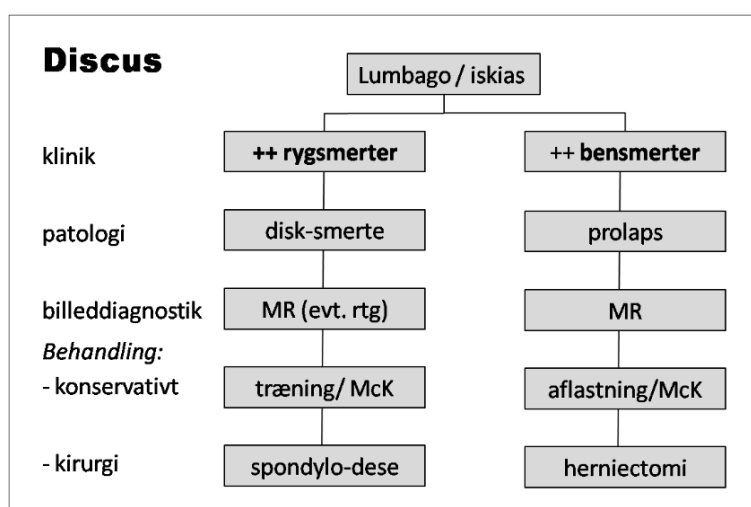 Discus
Lumbago / iskias
klinik
++ rygsmerter
++ bensmerter
patologi
disk-smerte
prolaps
billeddiagnostik
MR (evt. rtg)
MR
Behandling:
- konservativt
træning/ McK
aflastning/McK
- kirurgi
spondylo-dese
herniectomi